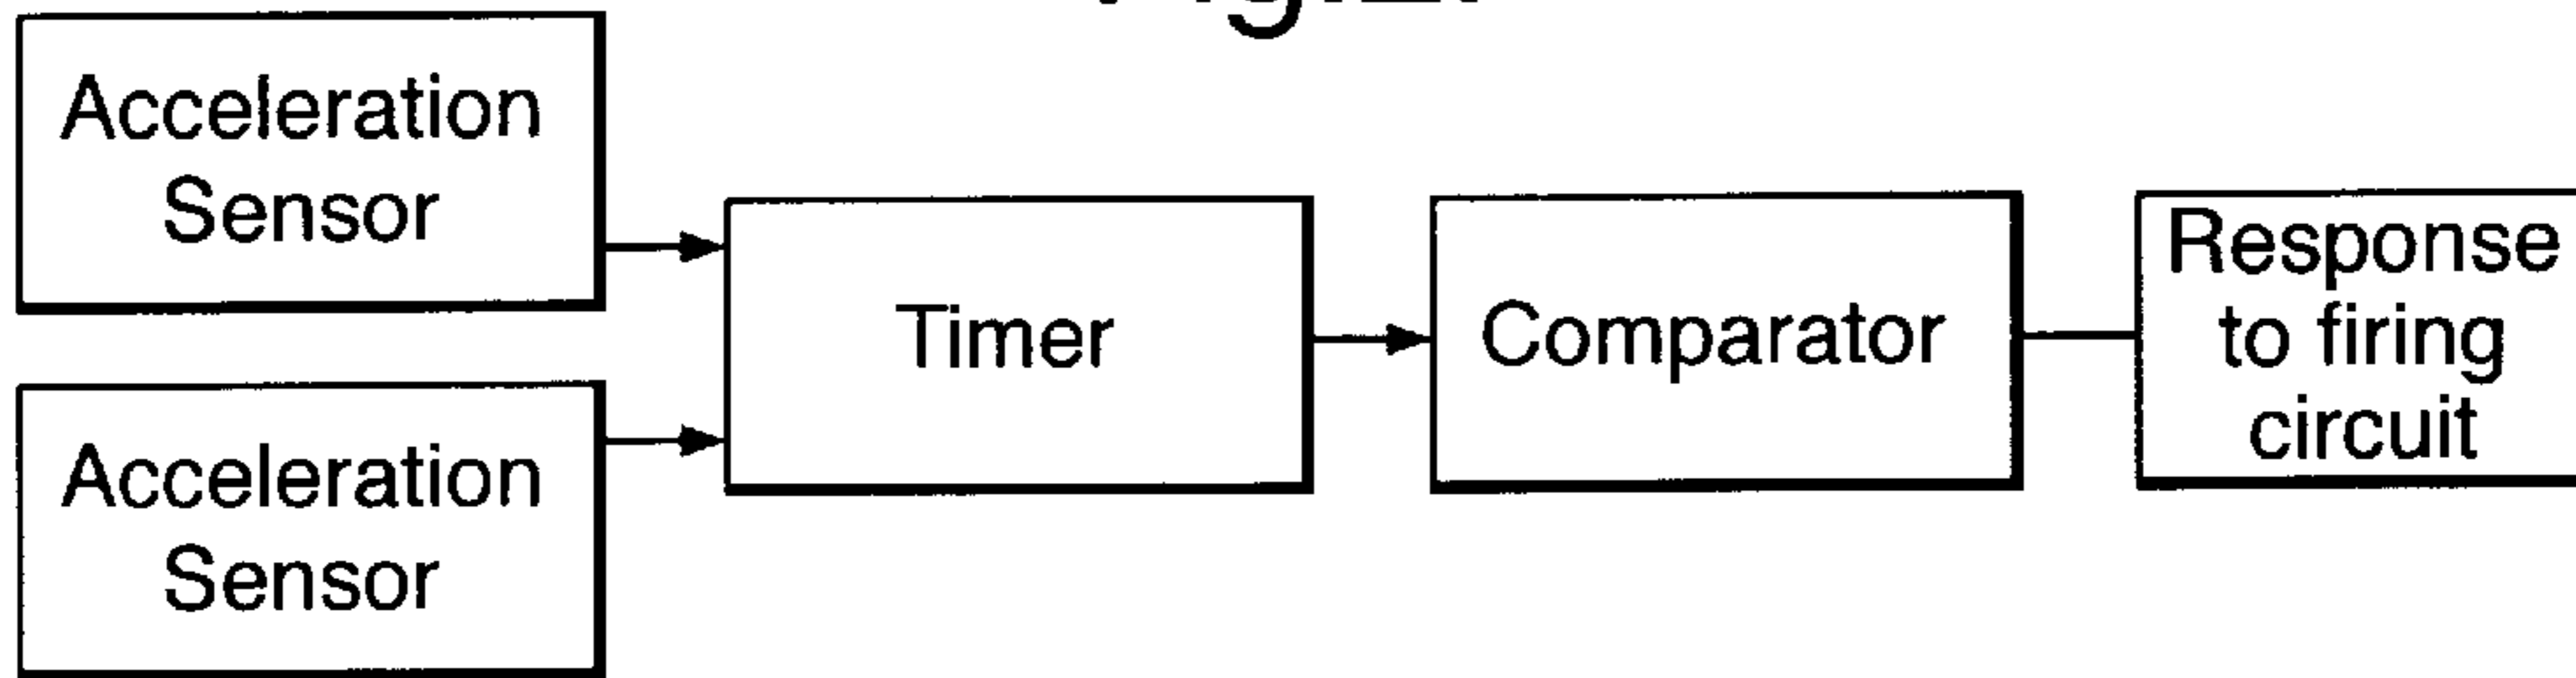 Acceleration
Sensor
Acceleration
Sensor
Timer
Comparator
Response
to firing
circuit